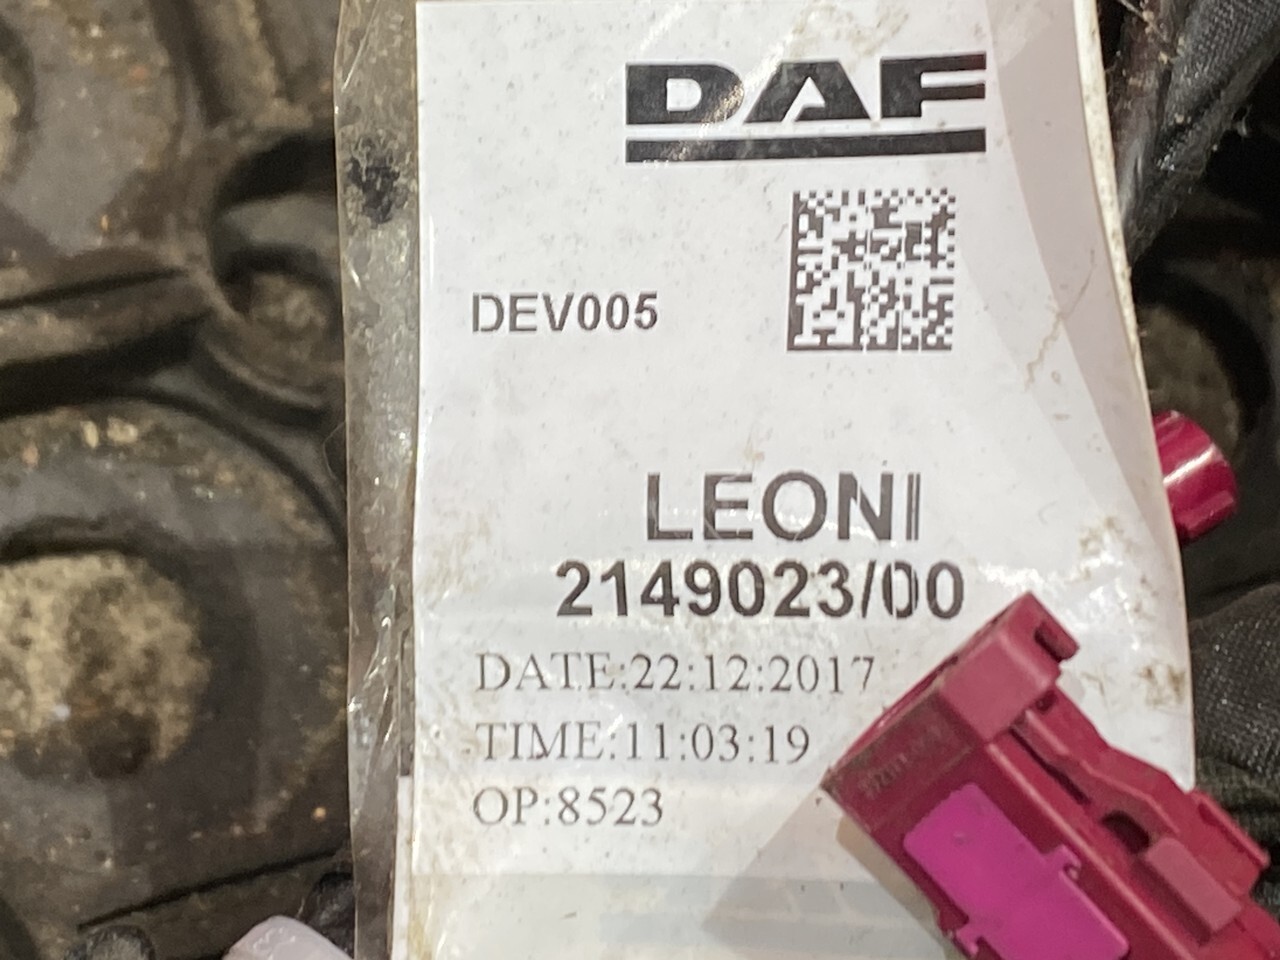 DAF
DEV005
LEONI
2149023/00
DATE:22:12:2017
TIME:11:03:19
OP:8523